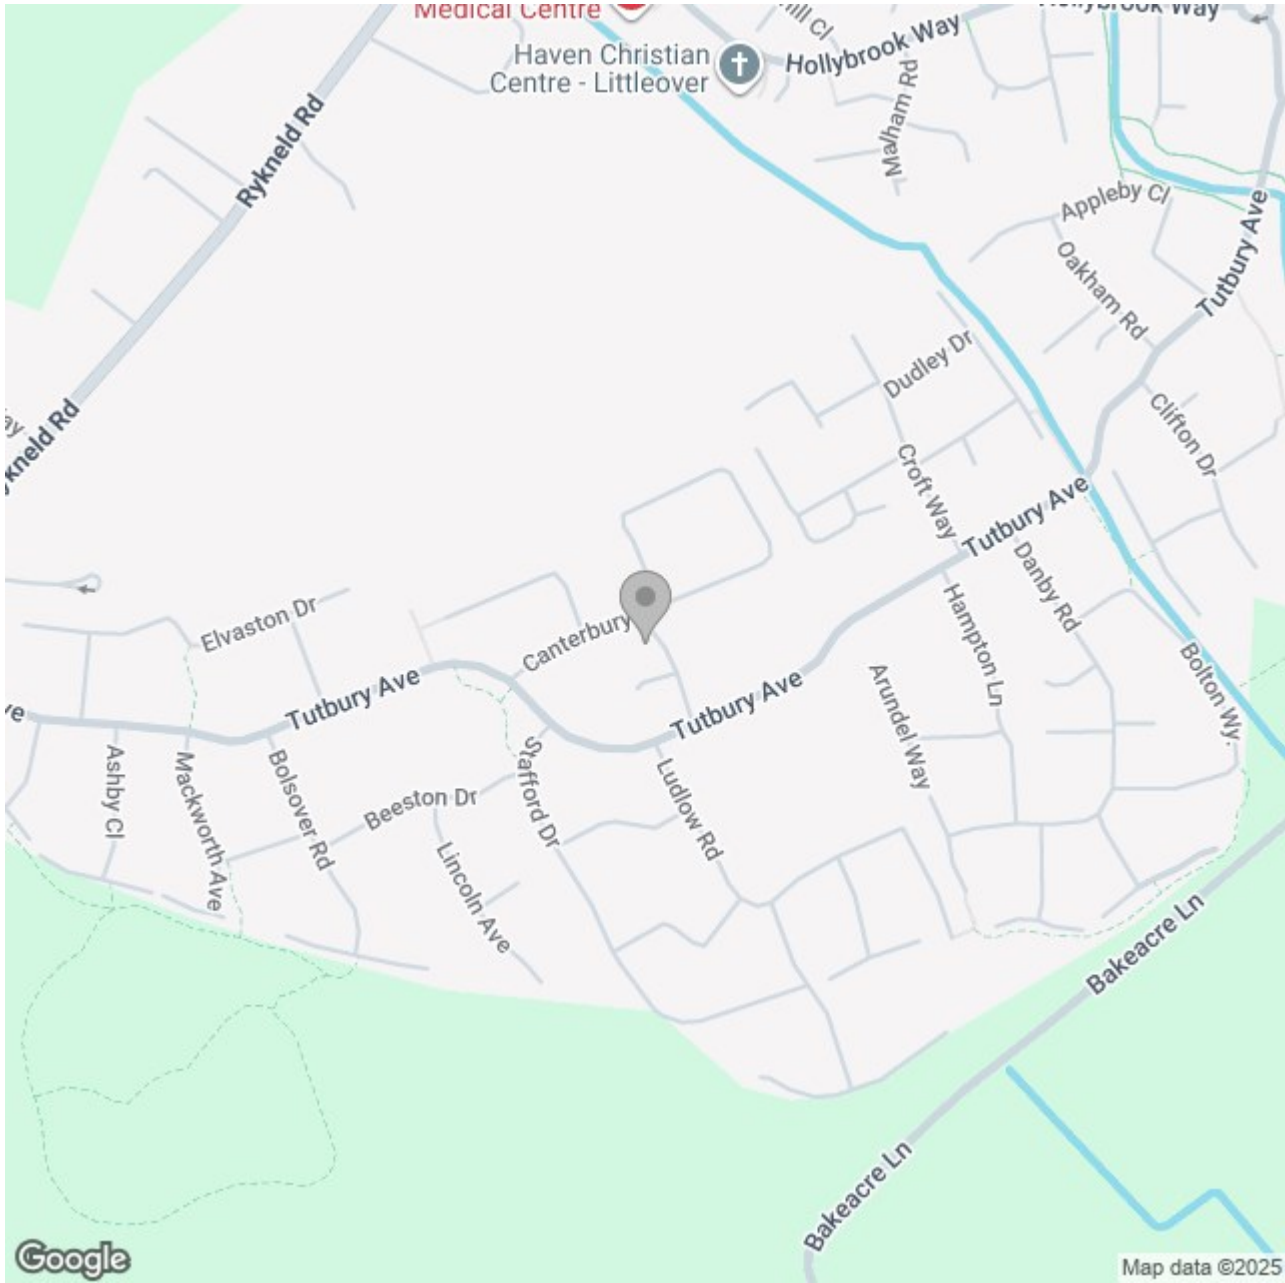 Medical Centre
Hollybrook Way
Haven Christian
Centre - Littleover
Hollybrook Way
Malham Rd
Rykneld Rd
Appleby Cl
Oakham Rd
Tutbury Ave
Dudley Dr
Clifton Dr
Croft Way
Tutbury Ave
Danby Rd
Hampton Ln
Elvaston Dr
Canterbury
Tutbury Ave
Tutbury Ave
Arundel Way
Bolton Wy.
Ashby Cl
Mackworth Ave
Bolsover Rd
Beeston Dr
Stafford Dr
Ludlow Rd
Lincoln Ave
Bakeacre Ln
Bakeacre Ln
Google
Map data ©2025